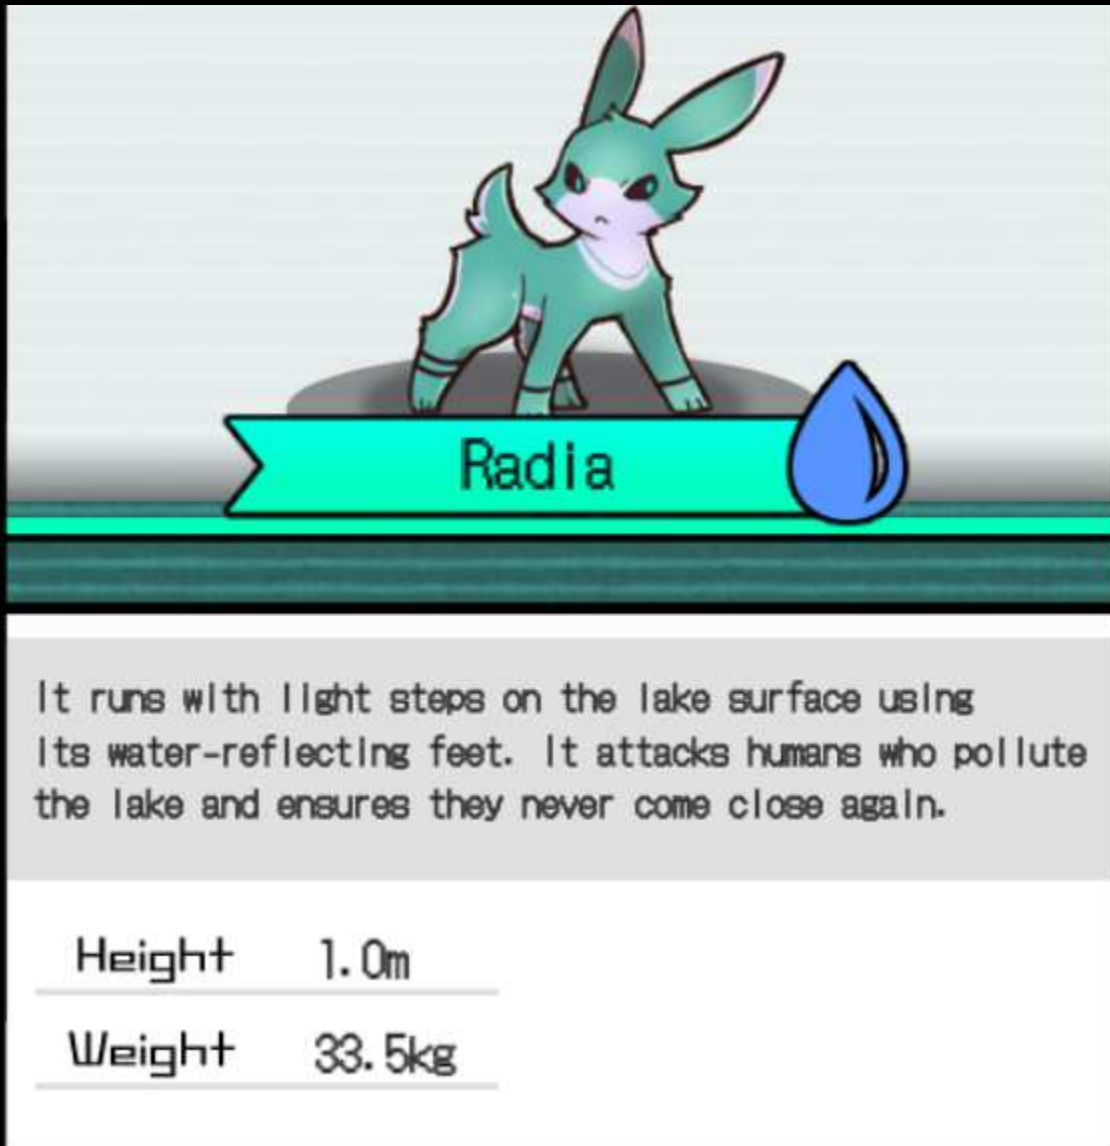 Radia
It runs with light steps on the lake surface using
its water-reflecting feet. It attacks humans who pollute
the lake and ensures they never come close again.
Height 1.0m
Weight 33.5kg